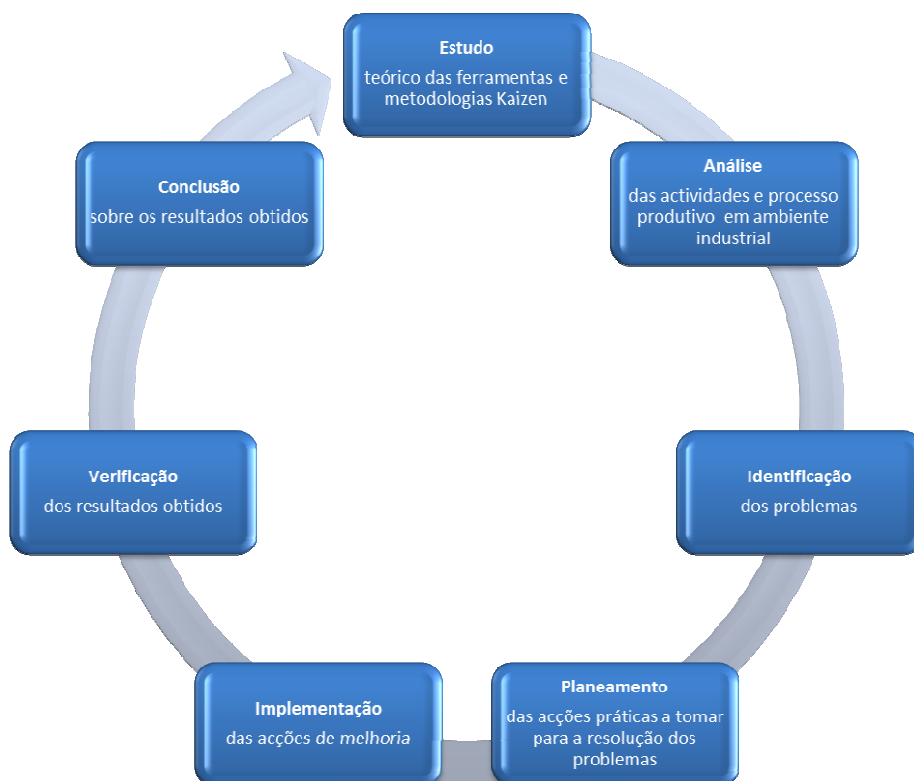 Estudo
teórico das ferramentas e
metodologias Kaizen
Análise
das actividades e processo
produtivo em ambiente
industrial
Identificação
dos problemas
Planeamento
das acções práticas a tomar
para a resolução dos
problemas
Implementação
das acções de melhoria
Verificação
dos resultados obtidos
Conclusão
sobre os resultados obtidos